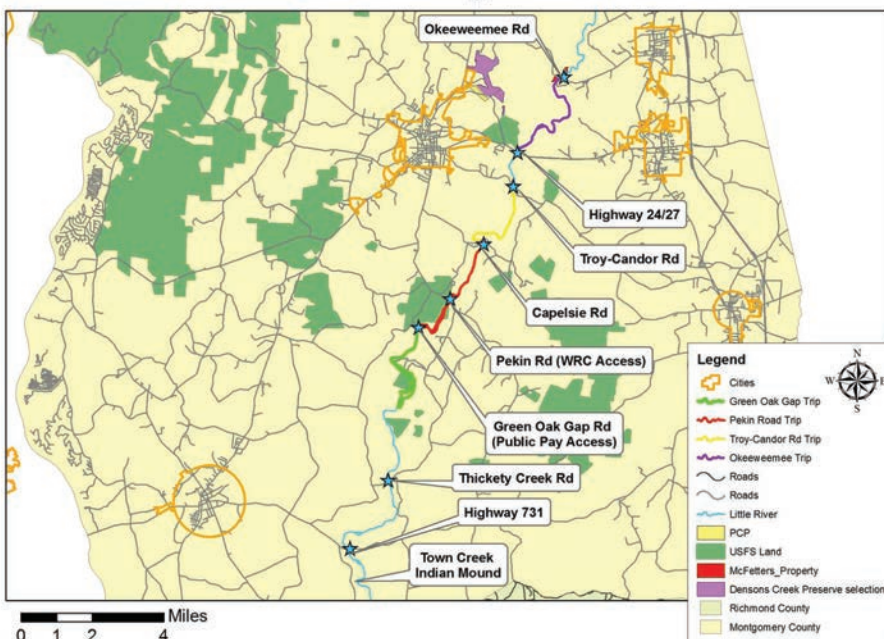 Okeeweemee Rd
Highway 24/27
Troy-Candor Rd
Capelsie Rd
Pekin Rd (WRC Access)
Green Oak Gap Rd
(Public Pay Access)
Thickety Creek Rd
Highway 731
Town Creek
Indian Mound
Legend
N
W E
S
Cities
Green Oak Gap Trip
Pekin Road Trip
Troy-Candor Rd Trip
Okeeweemee Trip
Roads
Roads
Little River
PCP
USFS Land
McFetters_Property
Densons Creek Preserve selection
Richmond County
Montgomery County
Miles
0 1 2 4